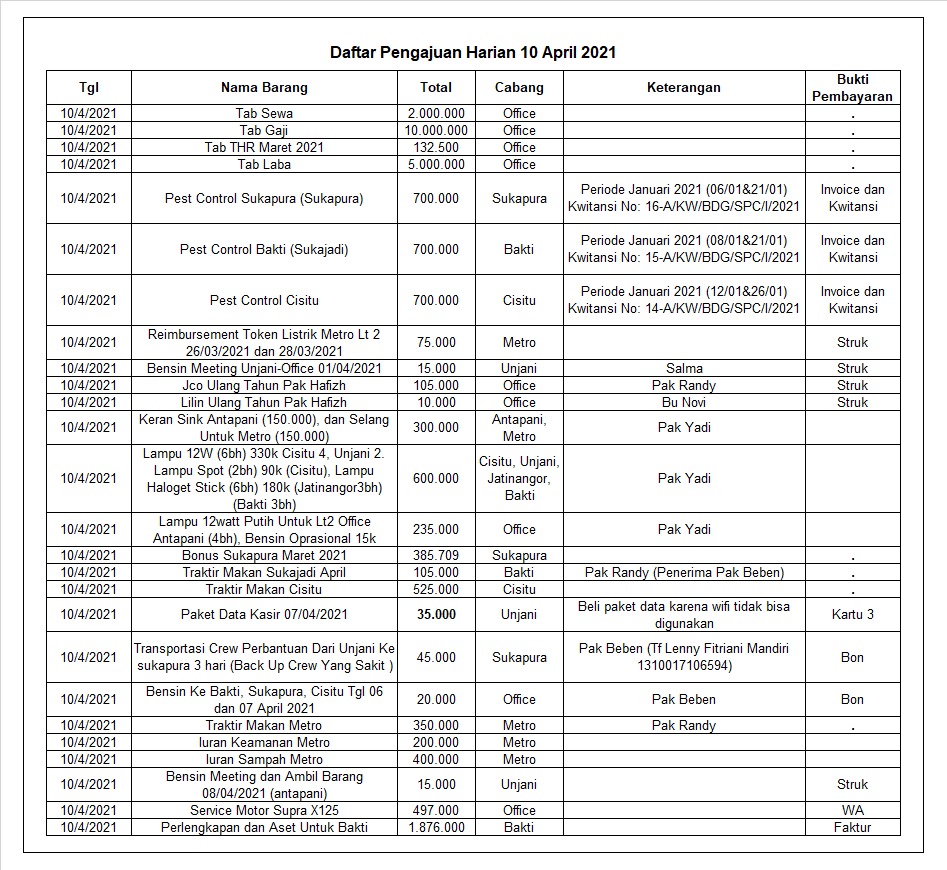 Daftar Pengajuan Harian 10 April 2021
Tgl Nama Barang Total Cabang Keterangan Bukti Pembayaran
10/4/2021 Tab Sewa 2.000.000 Office .
10/4/2021 Tab Gaji 10.000.000 Office .
10/4/2021 Tab THR Maret 2021 132.500 Office .
10/4/2021 Tab Laba 5.000.000 Office .
10/4/2021 Pest Control Sukapura (Sukapura) 700.000 Sukapura Periode Januari 2021 (06/01&21/01) Kwitansi No: 16-A/KW/BDG/SPC/I/2021 Invoice dan Kwitansi
10/4/2021 Pest Control Bakti (Sukajadi) 700.000 Bakti Periode Januari 2021 (08/01&21/01) Kwitansi No: 15-A/KW/BDG/SPC/I/2021 Invoice dan Kwitansi
10/4/2021 Pest Control Cisitu 700.000 Cisitu Periode Januari 2021 (12/01&26/01) Kwitansi No: 14-A/KW/BDG/SPC/I/2021 Invoice dan Kwitansi
10/4/2021 Reimbursement Token Listrik Metro Lt 2 26/03/2021 dan 28/03/2021 75.000 Metro Struk
10/4/2021 Bensin Meeting Unjani-Office 01/04/2021 15.000 Unjani Salma Struk
10/4/2021 Jco Ulang Tahun Pak Hafizh 105.000 Office Pak Randy Struk
10/4/2021 Lilin Ulang Tahun Pak Hafizh 10.000 Office Bu Novi Struk
10/4/2021 Keran Sink Antapani (150.000), dan Selang Untuk Metro (150.000) 300.000 Antapani, Metro Pak Yadi
10/4/2021 Lampu 12W (6bh) 330k Cisitu 4, Unjani 2. Lampu Spot (2bh) 90k (Cisitu), Lampu Haloget Stick (6bh) 180k (Jatinangor3bh) (Bakti 3bh) 600.000 Cisitu, Unjani, Jatinangor, Bakti Pak Yadi
10/4/2021 Lampu 12watt Putih Untuk Lt2 Office Antapani (4bh), Bensin Oprasional 15k 235.000 Office Pak Yadi
10/4/2021 Bonus Sukapura Maret 2021 385.709 Sukapura .
10/4/2021 Traktir Makan Sukajadi April 105.000 Bakti Pak Randy (Penerima Pak Beben) .
10/4/2021 Traktir Makan Cisitu 525.000 Cisitu .
10/4/2021 Paket Data Kasir 07/04/2021 35.000 Unjani Beli paket data karena wifi tidak bisa digunakan Kartu 3
10/4/2021 Transportasi Crew Perbantuan Dari Unjani Ke sukapura 3 hari (Back Up Crew Yang Sakit ) 45.000 Sukapura Pak Beben (Tf Lenny Fitriani Mandiri 1310017106594) Bon
10/4/2021 Bensin Ke Bakti, Sukapura, Cisitu Tgl 06 dan 07 April 2021 20.000 Office Pak Beben Bon
10/4/2021 Traktir Makan Metro 350.000 Metro Pak Randy .
10/4/2021 Iuran Keamanan Metro 200.000 Metro
10/4/2021 Iuran Sampah Metro 400.000 Metro
10/4/2021 Bensin Meeting dan Ambil Barang 08/04/2021 (antapani) 15.000 Unjani Struk
10/4/2021 Service Motor Supra X125 497.000 Office WA
10/4/2021 Perlengkapan dan Aset Untuk Bakti 1.876.000 Bakti Faktur